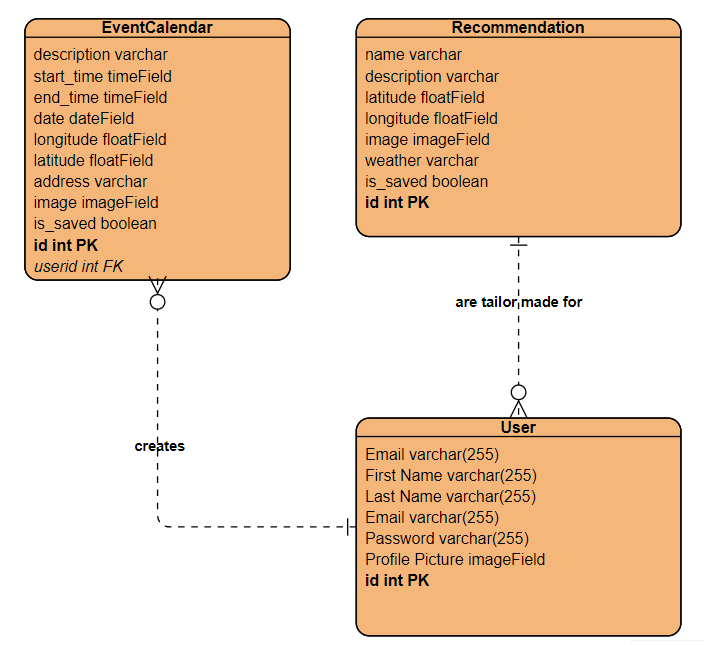 EventCalendar
description varchar
start_time timeField
end_time timeField
date dateField
longitude floatField
latitude floatField
address varchar
image imageField
is_saved boolean
id int PK
userid int FK
Recommendation
name varchar
description varchar
latitude floatField
longitude floatField
image imageField
weather varchar
is_saved boolean
id int PK
are tailor made for
creates
User
Email varchar(255)
First Name varchar(255)
Last Name varchar(255)
Email varchar(255)
Password varchar(255)
Profile Picture imageField
id int PK